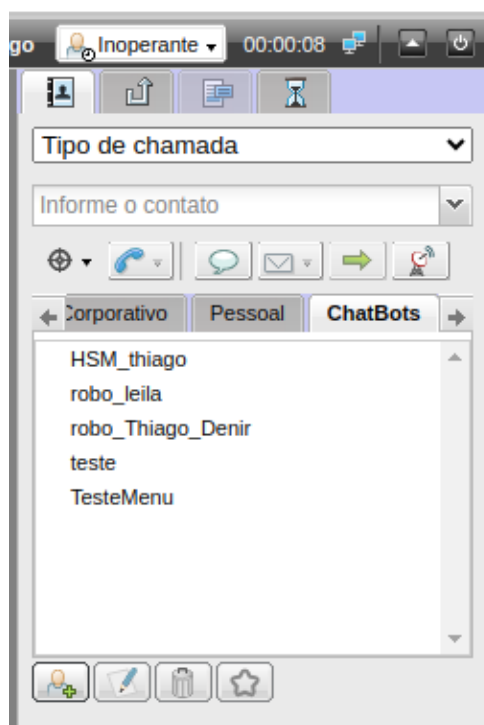 go Inoperante 00:00:08
Tipo de chamada
Informe o contato
Corporativo Pessoal ChatBots
HSM_thiago
robo_leila
robo_Thiago_Denir
teste
TesteMenu